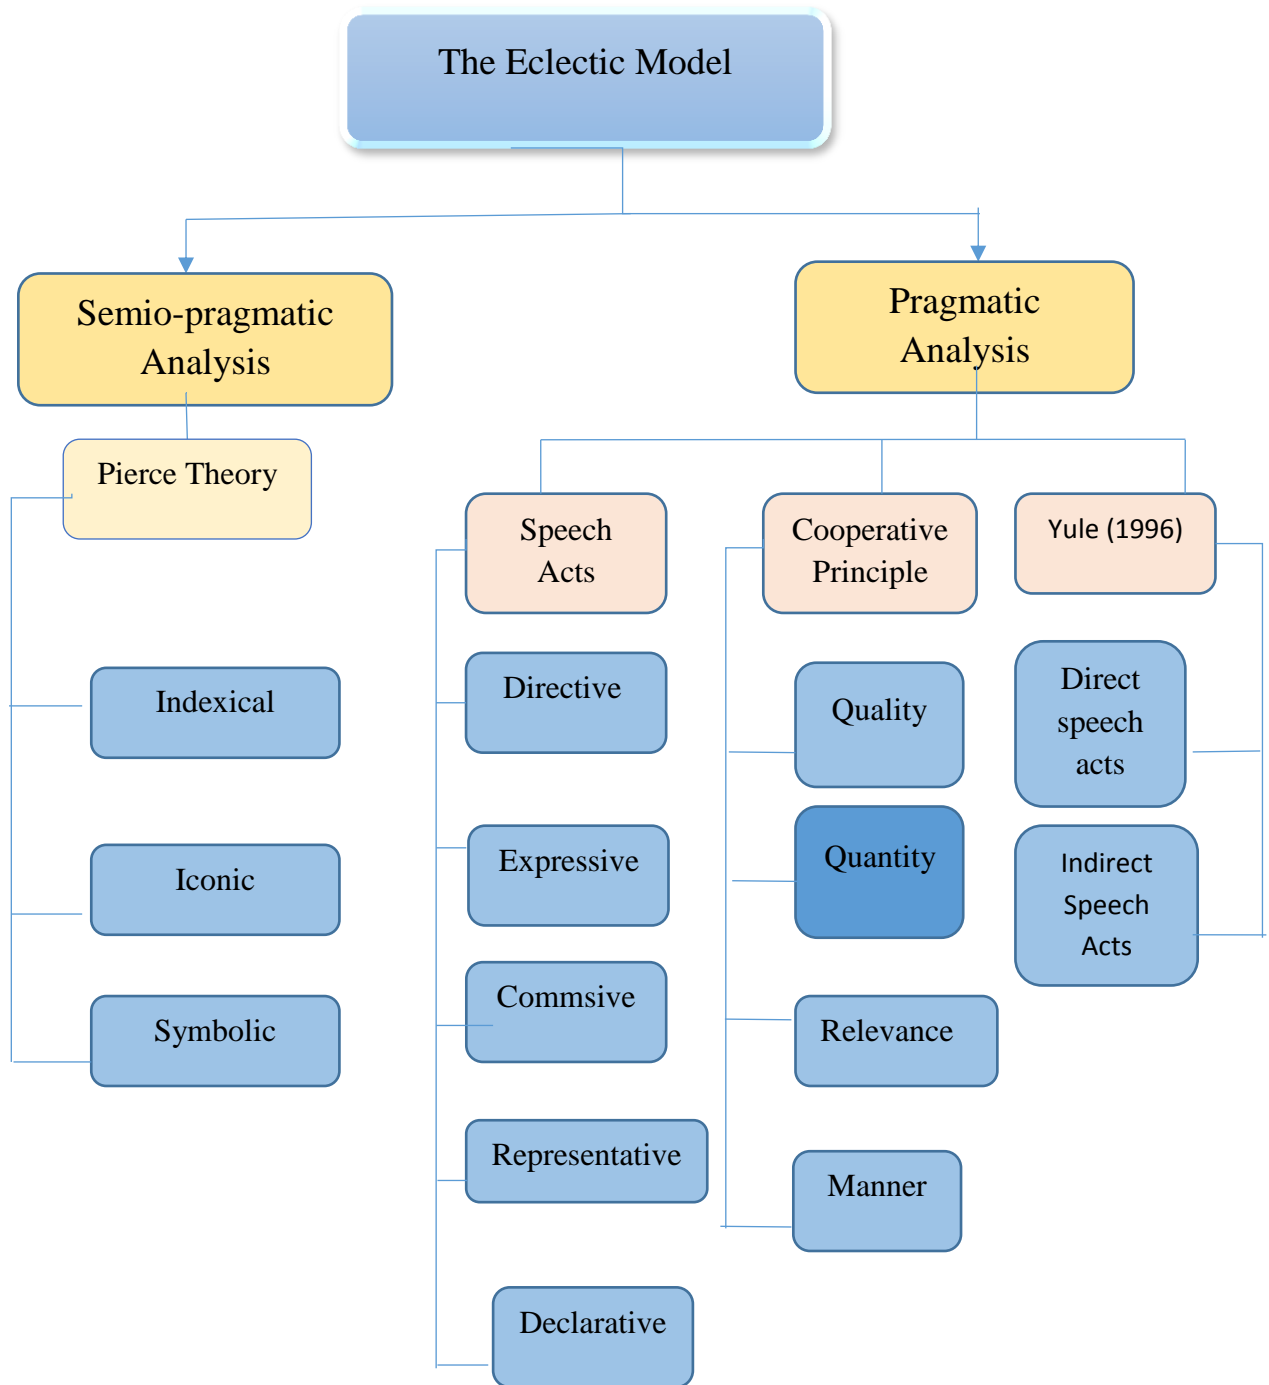 The Eclectic Model
Semio-pragmatic
Analysis
Pragmatic
Analysis
Pierce Theory
Speech
Acts
Cooperative
Principle
Yule (1996)
Indexical
Iconic
Symbolic
Directive
Expressive
Commsive
Representative
Declarative
Quality
Quantity
Relevance
Manner
Direct
speech
acts
Indirect
Speech
Acts